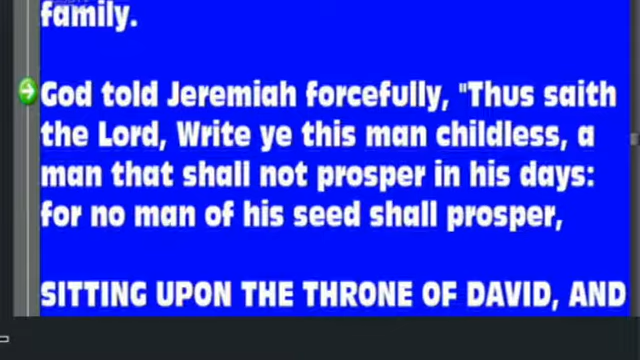 family.
God told Jeremiah forcefully, "Thus saith
the Lord, Write ye this man childless, a
man that shall not prosper in his days:
for no man of his seed shall prosper,
SITTING UPON THE THRONE OF DAVID, AND